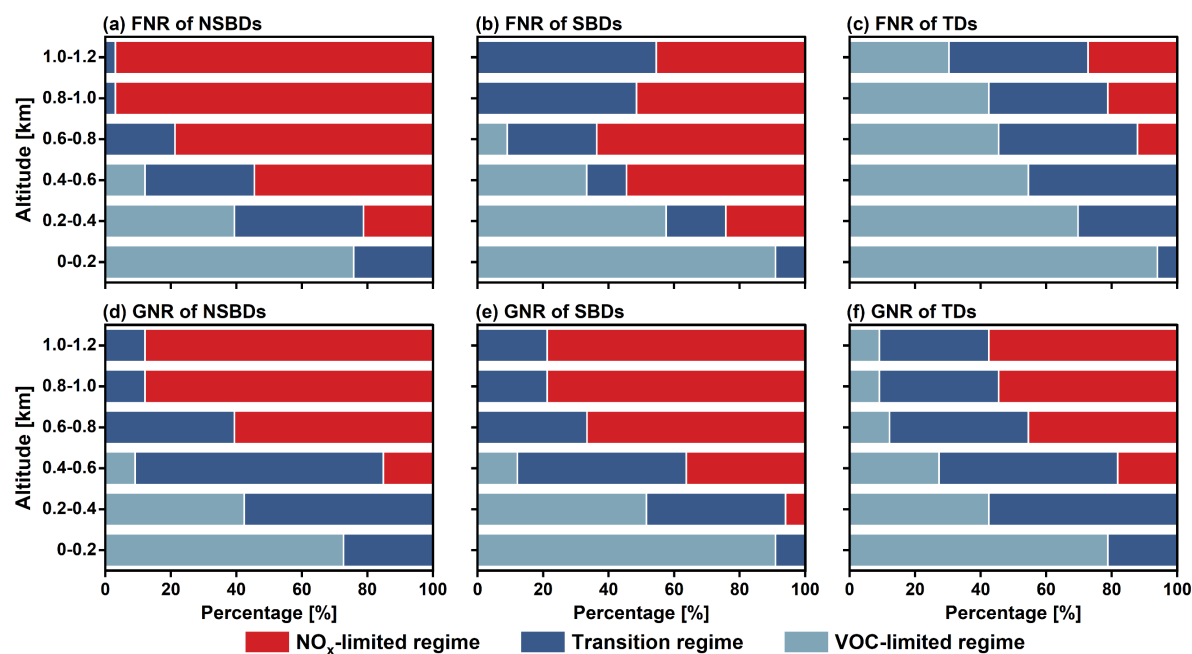 (a) FNR of NSBDs
(b) FNR of SBDs
(c) FNR of TDs
Altitude [km]
1.0-1.2
0.8-1.0
0.6-0.8
0.4-0.6
0.2-0.4
0-0.2
(d) GNR of NSBDs
(e) GNR of SBDs
(f) GNR of TDs
Altitude [km]
1.0-1.2
0.8-1.0
0.6-0.8
0.4-0.6
0.2-0.4
0-0.2
0 20 40 60 80 100
0 20 40 60 80 100
0 20 40 60 80 100
Percentage [%]
Percentage [%]
Percentage [%]
NOx-limited regime
Transition regime
VOC-limited regime